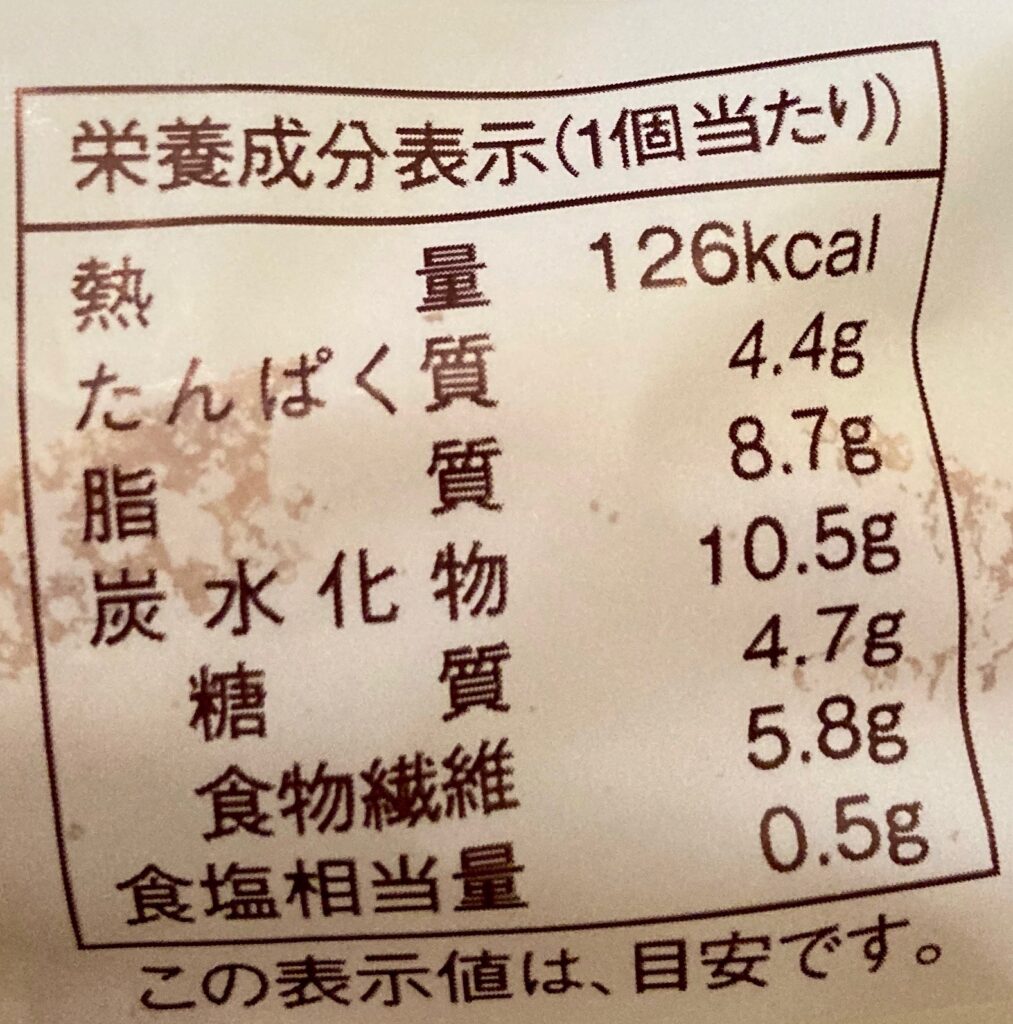 栄養成分表示(1個当たり)
熱量 126kcal
たんぱく質 4.4g
脂質 8.7g
炭水化物 10.5g
糖質 4.7g
食物繊維 5.8g
食塩相当量 0.5g
この表示値は、目安です。